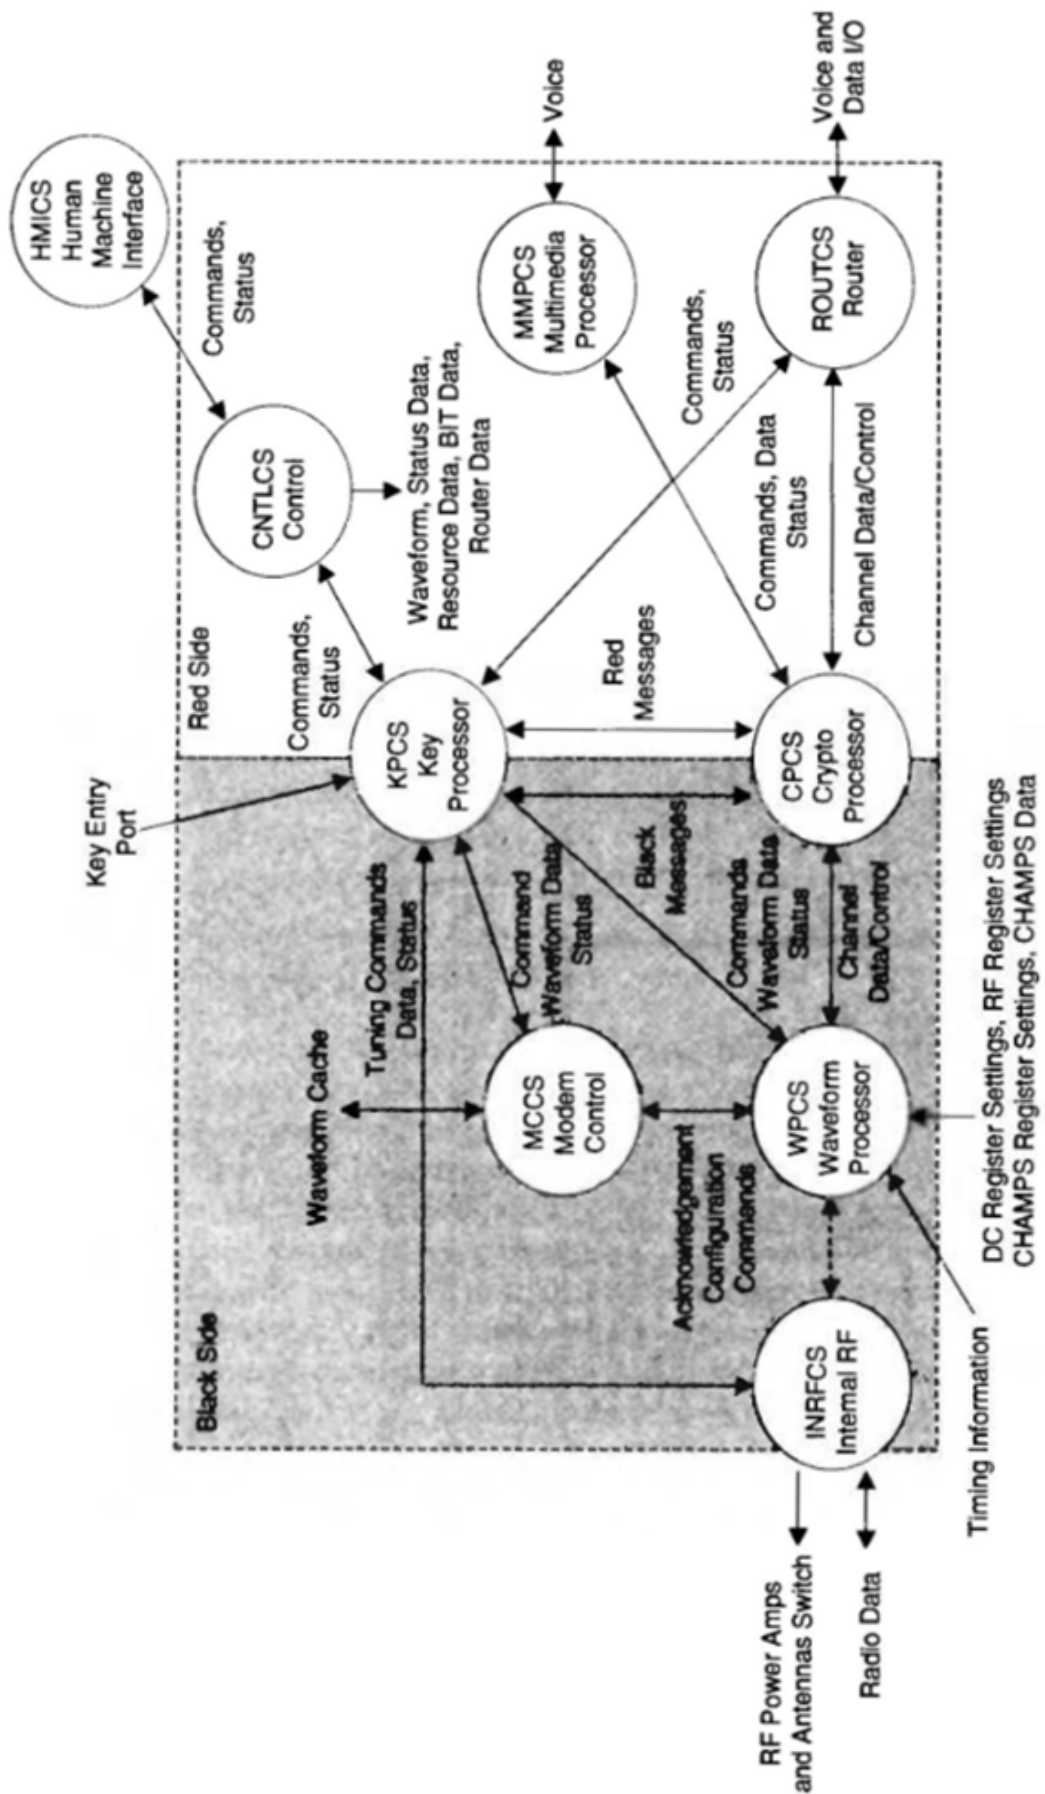 HMICS
Human
Machine
Interface
Commands,
Status
Red Side
CNTLCS
Control
Commands,
Status
Waveform, Status Data,
Resource Data, BIT Data,
Router Data
Key Entry
Port
KPCS
Key
Processor
MMPCS
Multimedia
Processor
Voice
Commands,
Status
Red
Messages
Commands, Data
Status
Channel Data/Control
ROUTCS
Router
Voice and
Data I/O
CPCS
Crypto
Processor
Black Side
Waveform Cache
Tuning Commands
Data, Status
Command
Waveform Data
Status
Black
Messages
Commands
Waveform Data
Status
Channel
Data/Control
MCCS
Modem
Control
Acknowledgement
Configuration
Commands
WPCS
Waveform
Processor
INRFCS
Internal RF
RF Power Amps
and Antennas Switch
Radio Data
Timing Information
DC Register Settings, RF Register Settings
CHAMPS Register Settings, CHAMPS Data